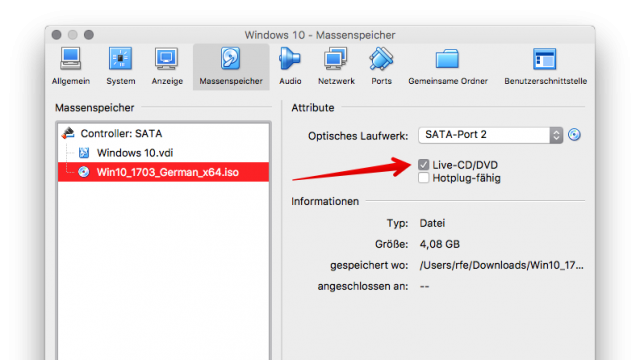 Windows 10 - Massenspeicher
Allgemein System Anzeige Massenspeicher Audio Netzwerk Ports Gemeinsame Ordner Benutzerschnittstelle
Massenspeicher
Controller: SATA
Windows 10.vdi
Win10_1703_German_x64.iso
Attribute
Optisches Laufwerk: SATA-Port 2
Live-CD/DVD
Hotplug-fähig
Informationen
Typ: Datei
Größe: 4,08 GB
gespeichert wo: /Users/rfe/Downloads/Win10_17...
angeschlossen an: --